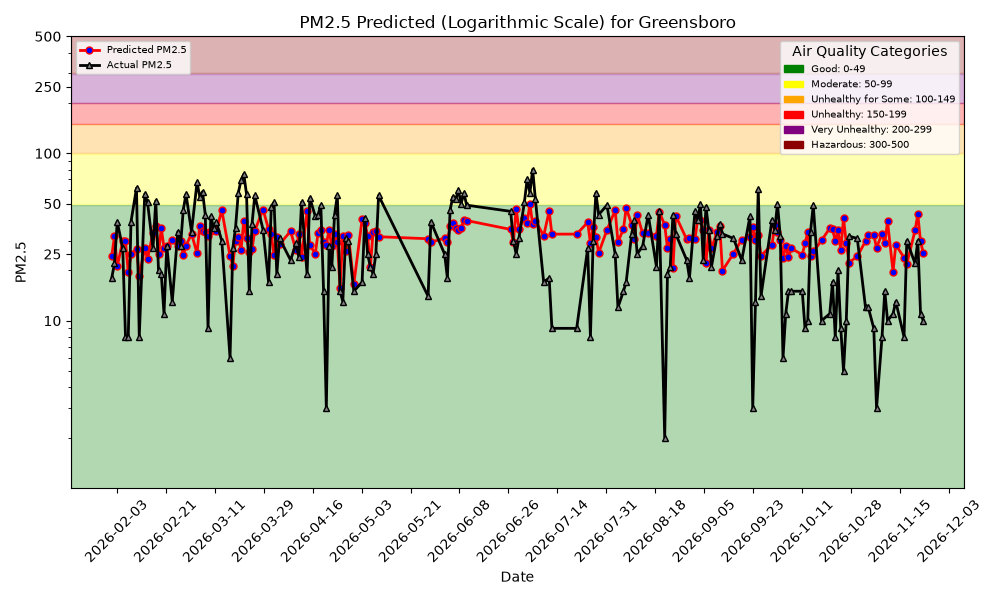 PM2.5 Predicted (Logarithmic Scale) for Greensboro
Predicted PM2.5
Actual PM2.5
Air Quality Categories
Good: 0-49
Moderate: 50-99
Unhealthy for Some: 100-149
Unhealthy: 150-199
Very Unhealthy: 200-299
Hazardous: 300-500
PM2.5
500
250
100
50
25
10
2026-02-03
2026-02-21
2026-03-11
2026-03-29
2026-04-16
2026-05-03
2026-05-21
2026-06-08
2026-06-26
2026-07-14
2026-07-31
2026-08-18
2026-09-05
2026-09-23
2026-10-11
2026-10-28
2026-11-15
2026-12-03
Date